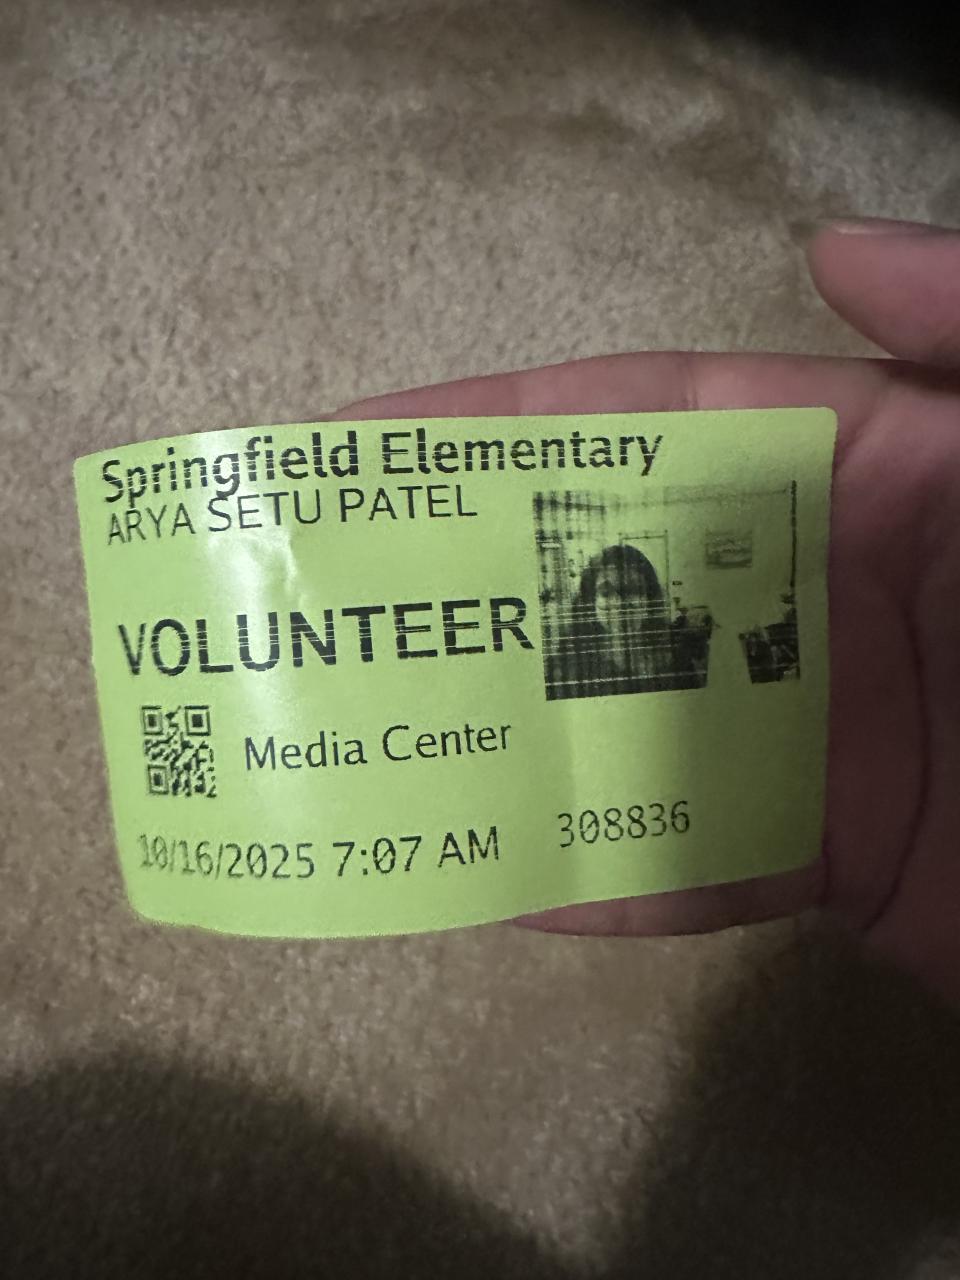 Springfield Elementary
ARYA SETU PATEL
VOLUNTEER
Media Center
10/16/2025 7:07 AM 308836